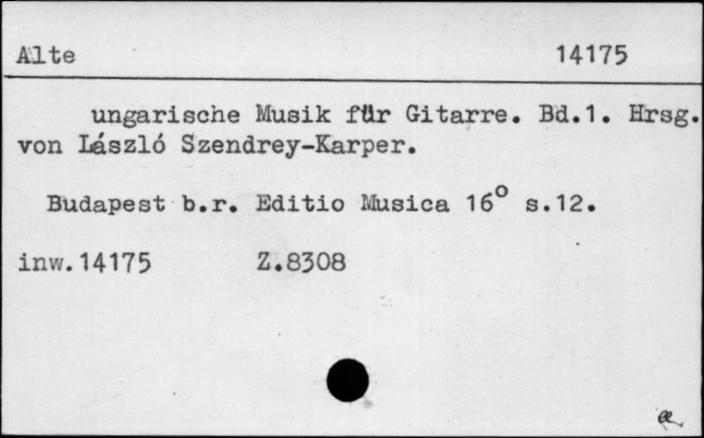 Alte 14175
ungarische Musik für Gitarre. Bd.1. Hrsg.
von László Szendrey-Karper.
Budapest b.r. Editio Musica 16° s.12.
inw.14175 Z.8308